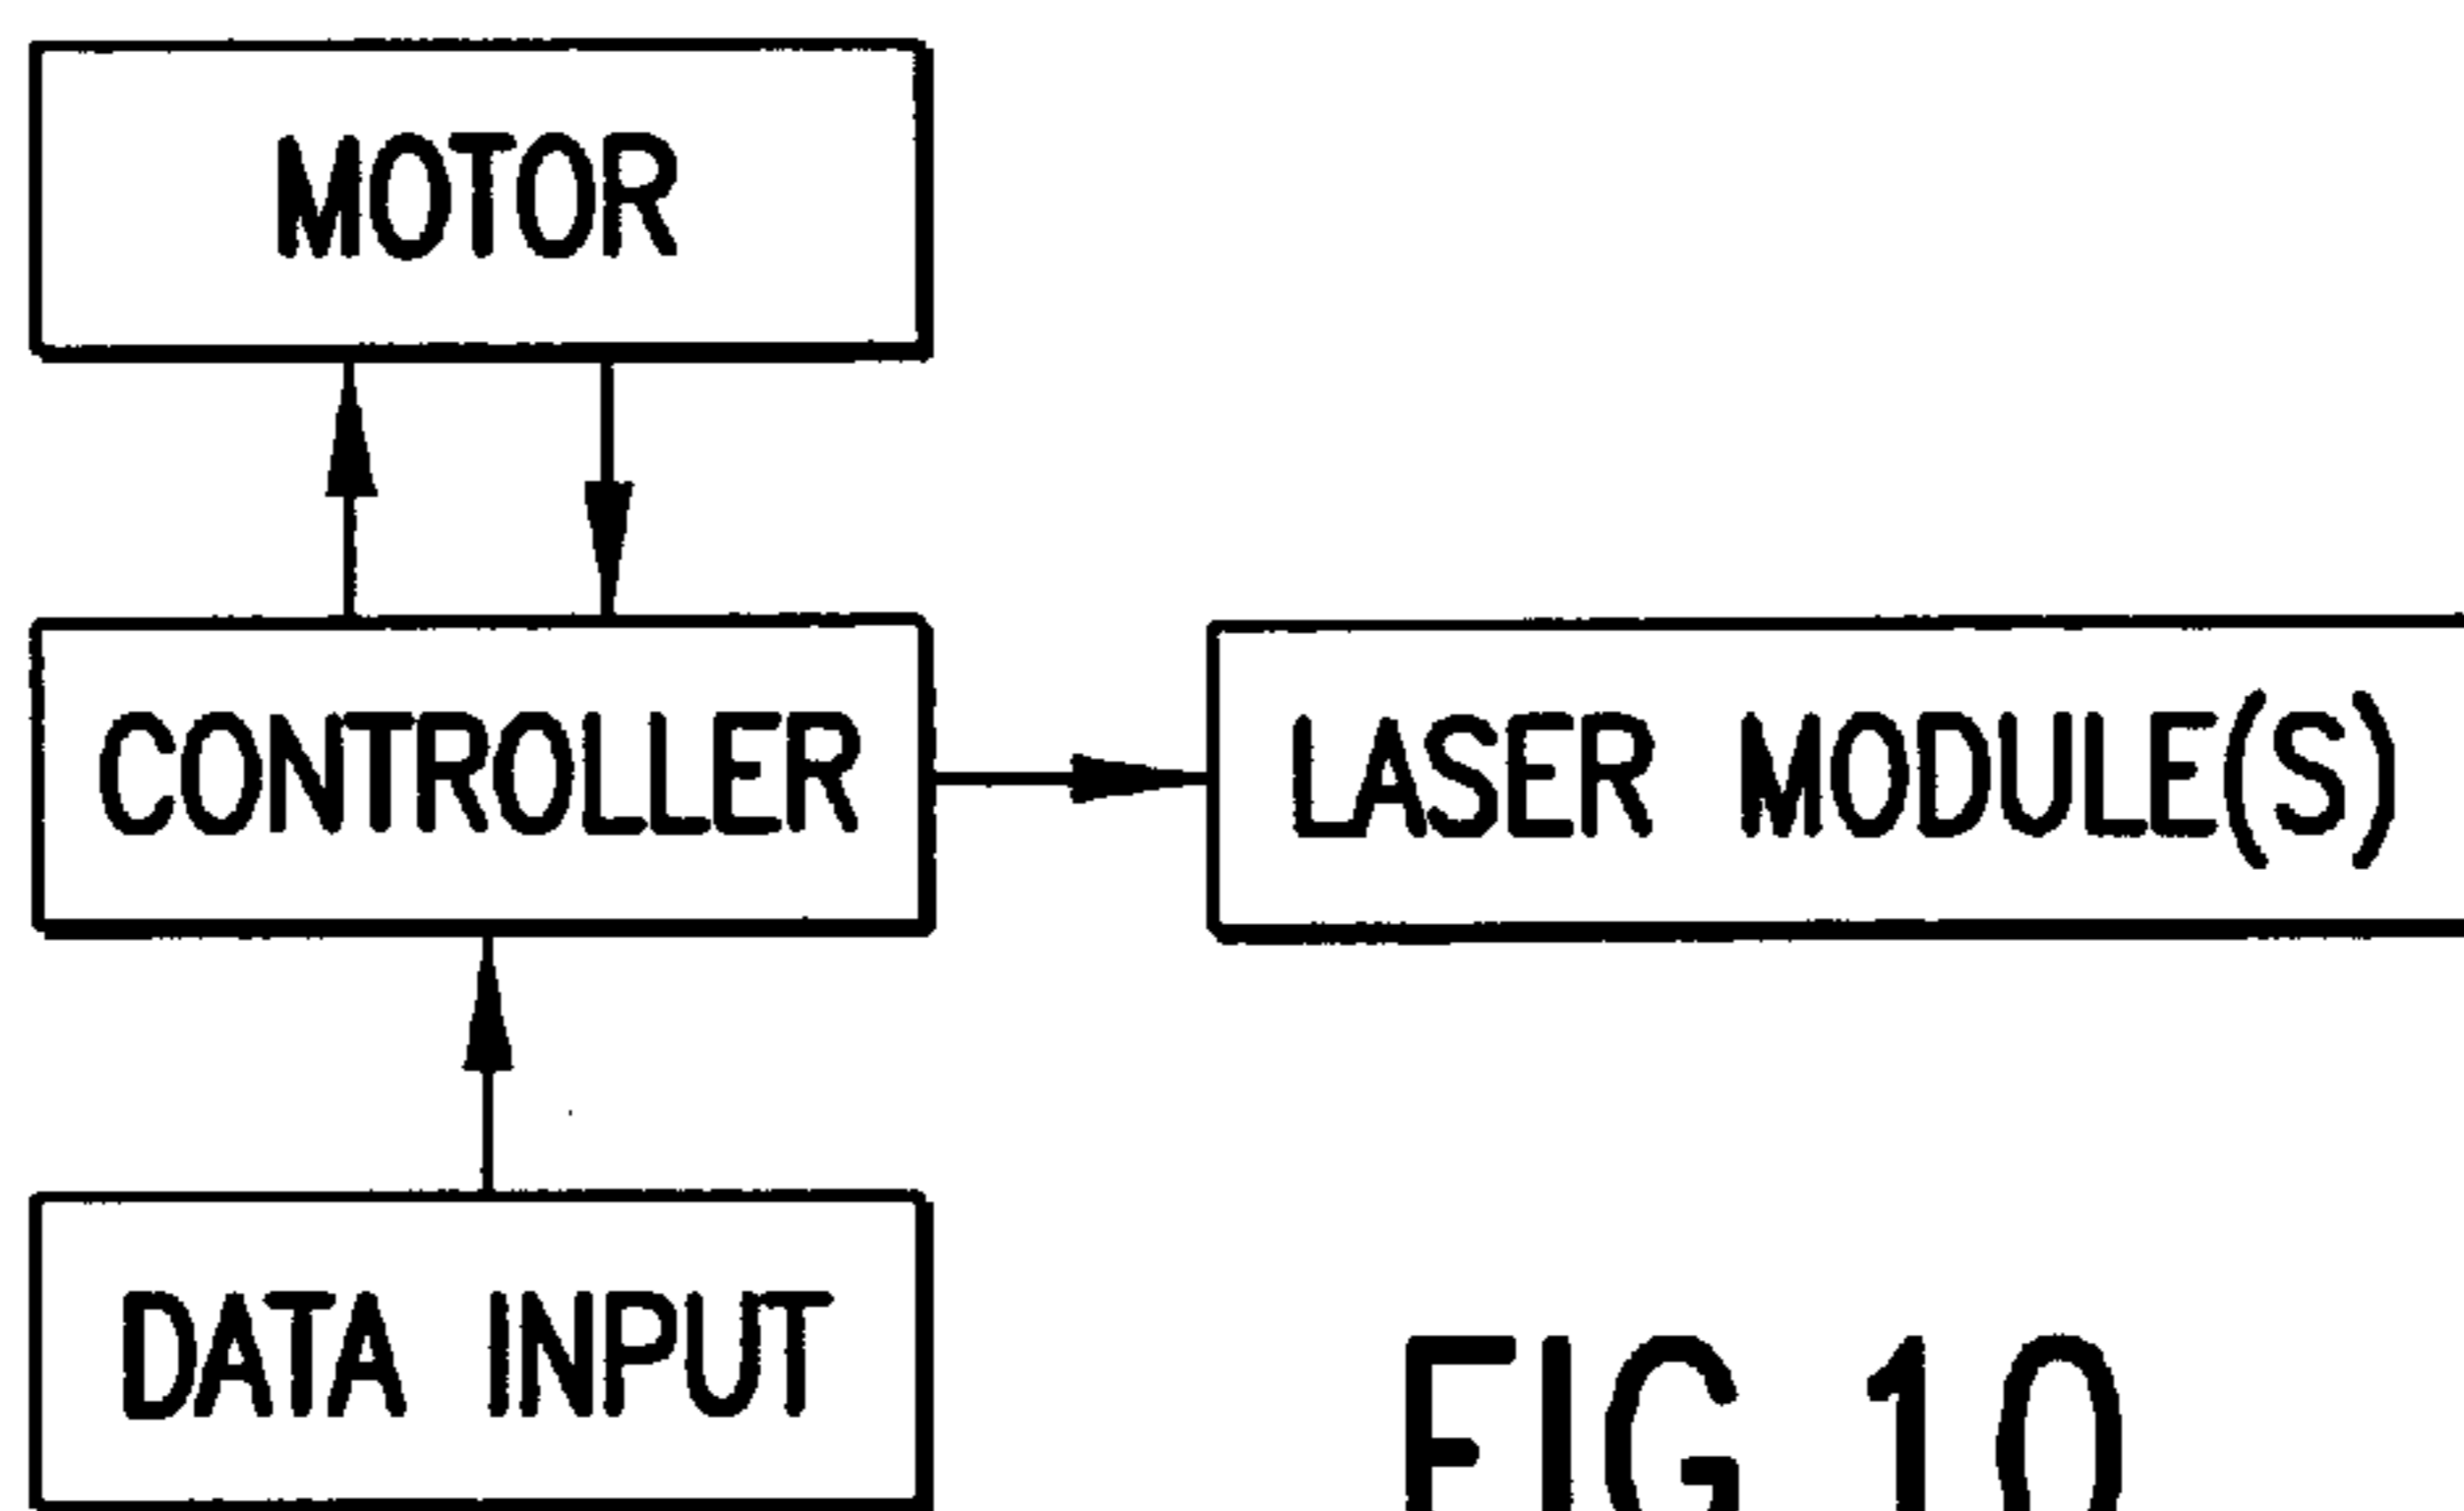 MOTOR
CONTROLLER
LASER MODULE(S)
DATA INPUT
FIG 10